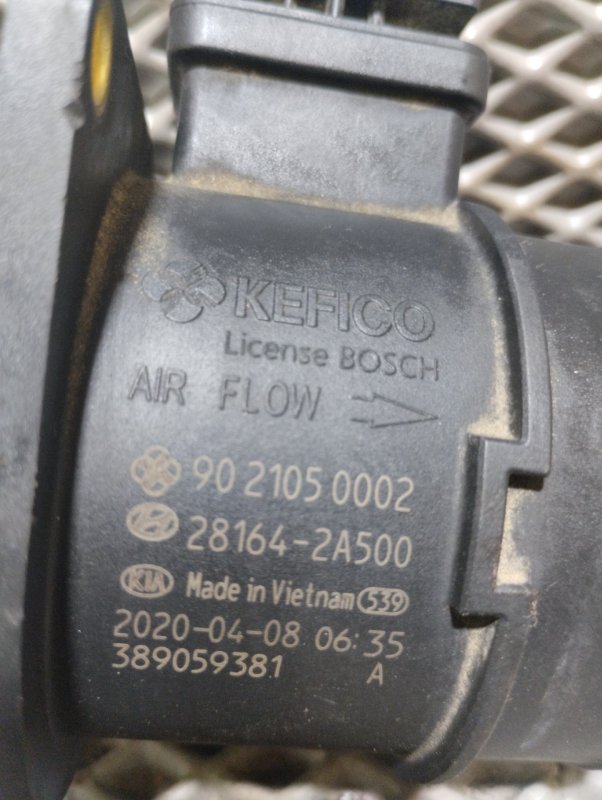 KEFICO
License BOSCH
AIR FLOW
90 2105 0002
28164-2A500
KIA Made in Vietnam 539
2020-04-08 06:35
389059381 A